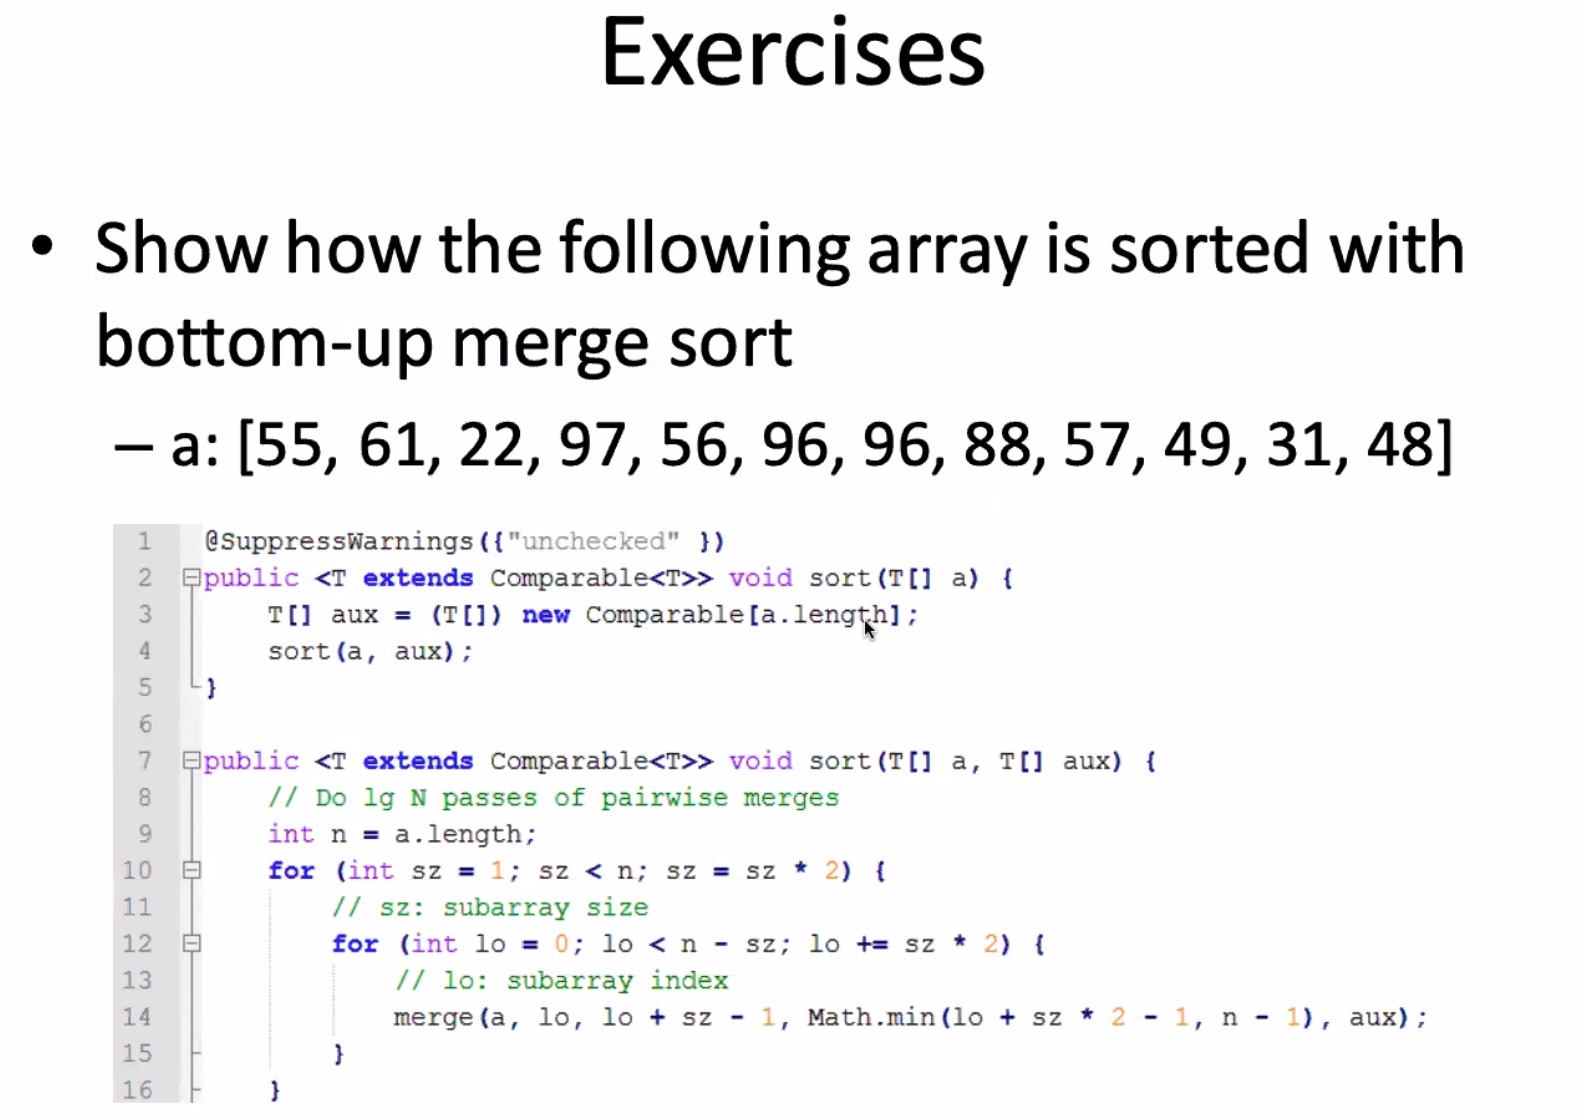 Exercises
• Show how the following array is sorted with
bottom-up merge sort
– a: [55, 61, 22, 97, 56, 96, 96, 88, 57, 49, 31, 48]
1 @SuppressWarnings({"unchecked" })
2 public <T extends Comparable<T>> void sort(T[] a) {
3 T[] aux = (T[]) new Comparable[a.length];
4 sort(a, aux);
5 }
6
7 public <T extends Comparable<T>> void sort(T[] a, T[] aux) {
8 // Do lg N passes of pairwise merges
9 int n = a.length;
10 for (int sz = 1; sz < n; sz = sz * 2) {
11 // sz: subarray size
12 for (int lo = 0; lo < n - sz; lo += sz * 2) {
13 // lo: subarray index
14 merge(a, lo, lo + sz - 1, Math.min(lo + sz * 2 - 1, n - 1), aux);
15 }
16 }